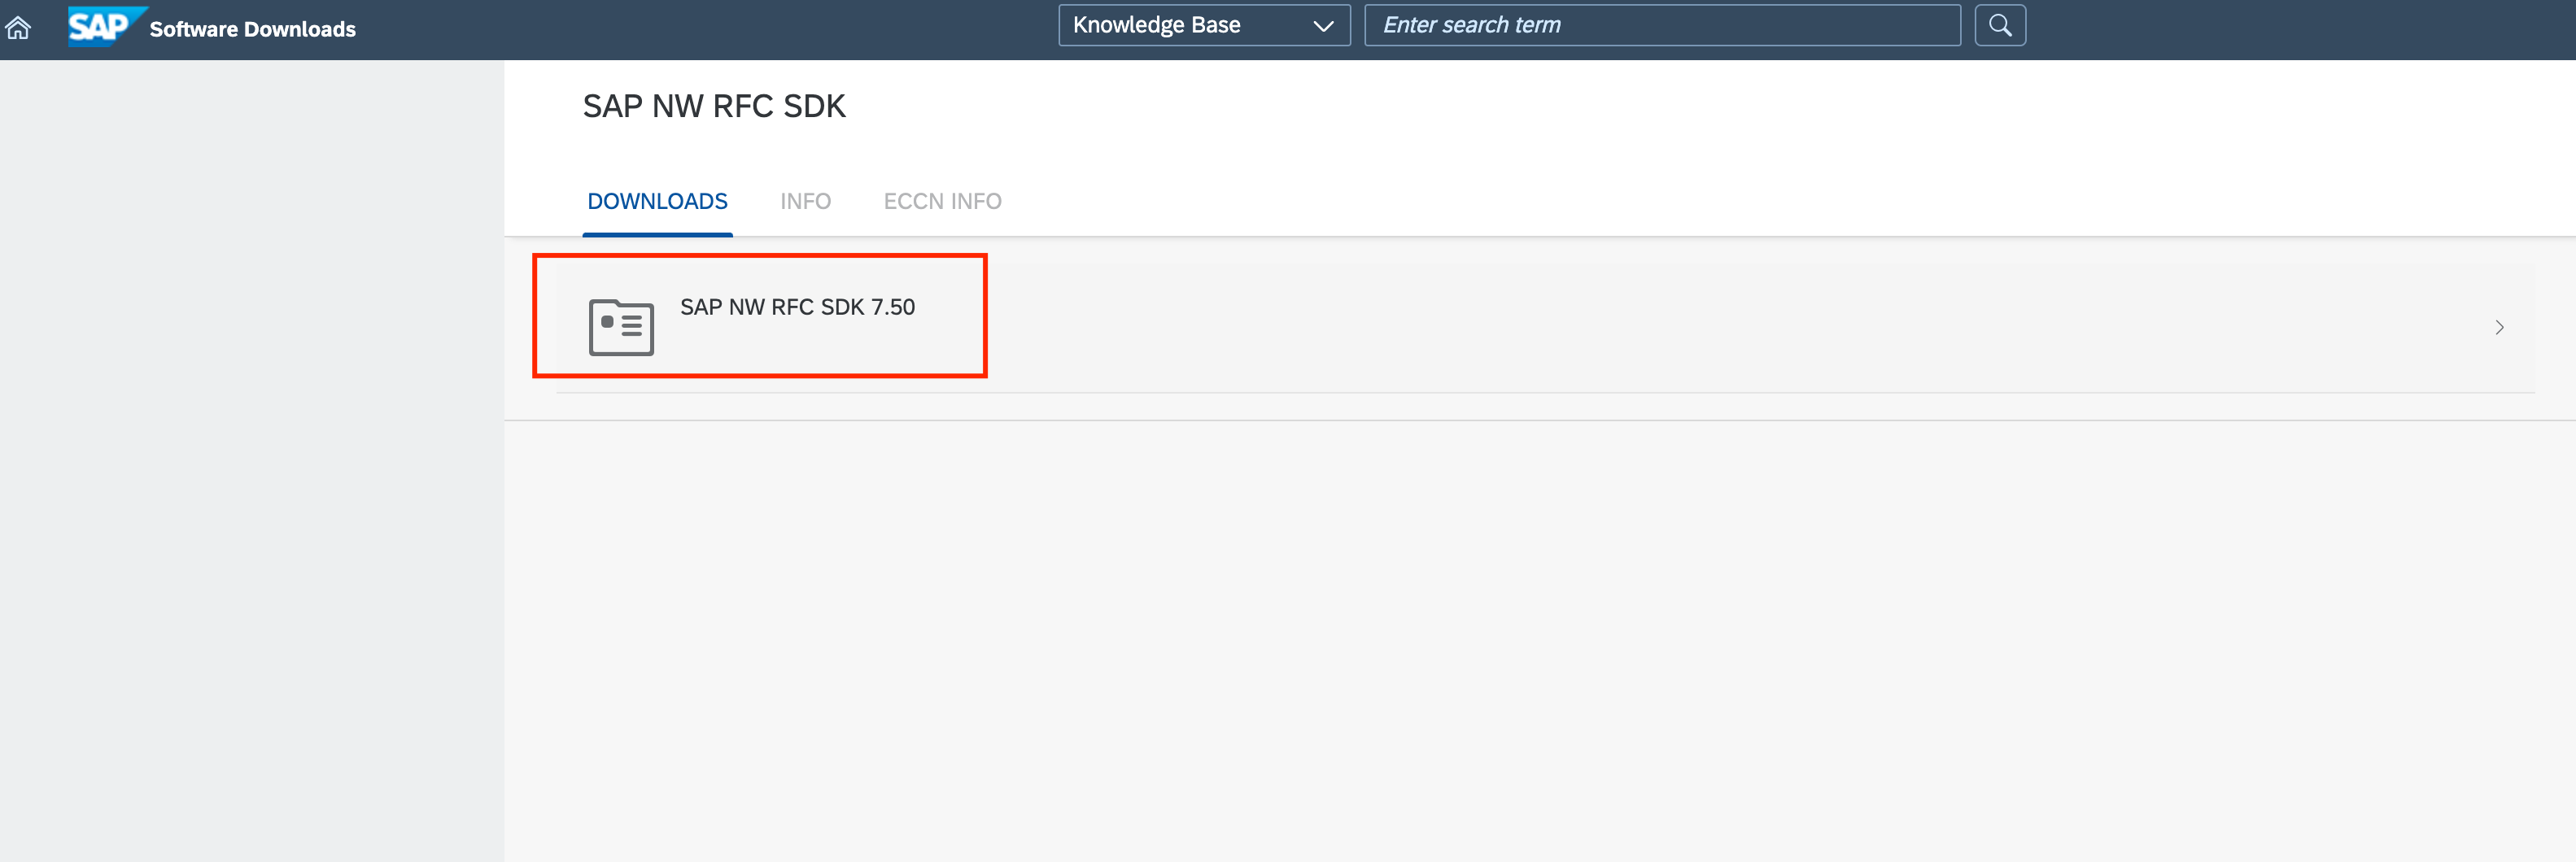 SAP Software Downloads Knowledge Base Enter search term
SAP NW RFC SDK
DOWNLOADS INFO ECCN INFO
SAP NW RFC SDK 7.50